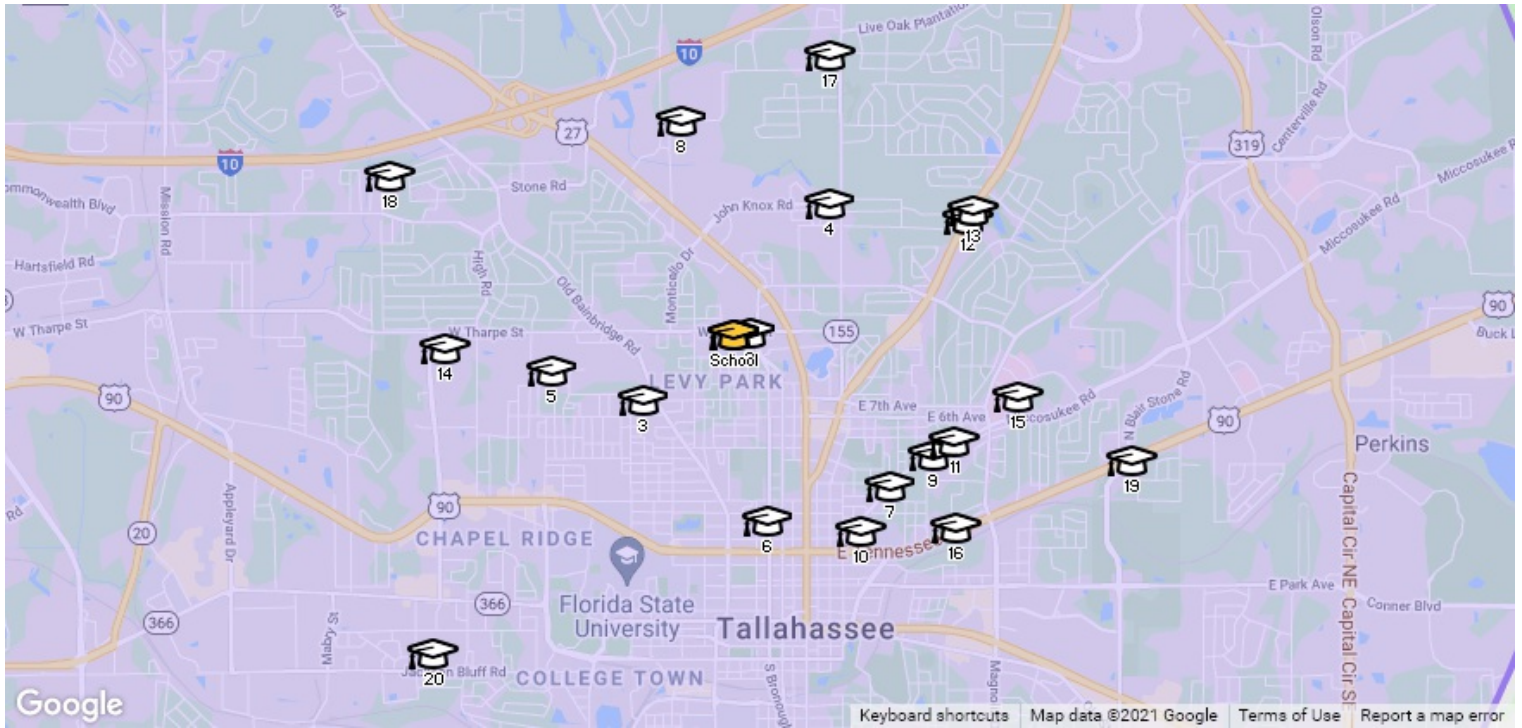 Live Oak Plantation
Olson Rd
10
17
27
8
319
Centerville Rd
10
Miccosukee Rd
Mission Rd
18
Stone Rd
John Knox Rd
4
13
12
Miccosukee Rd
Hartsfield Rd
High Rd
Old Bainbridge Rd
Monticello Dr
90
W Tharpe St
W Tharpe St
155
School
14
LEVY PARK
5
90
3
E 7th Ave
E 6th Ave
15
N Blair Stone Rd
90
Perkins
11
9
19
7
Appleyard Dr
90
20
CHAPEL RIDGE
6
10
16
Capital Cir NE
Capital Cir SE
E Park Ave
Conner Blvd
366
366
Florida State
University
Mabry St
Tallahassee
20
COLLEGE TOWN
Google
Keyboard shortcuts
Map data ©2021 Google
Terms of Use
Report a map error